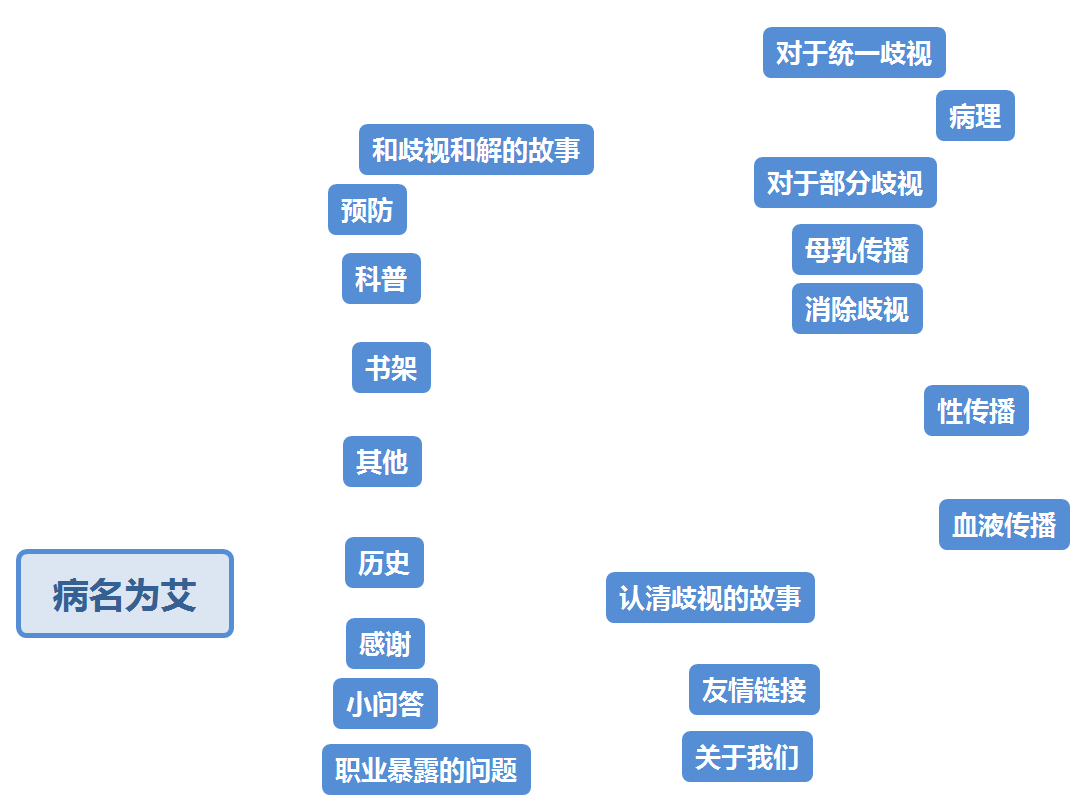 对于统一歧视
病理
和歧视和解的故事
对于部分歧视
预防
母乳传播
科普
消除歧视
书架
性传播
其他
血液传播
历史
病名为艾
认清歧视的故事
感谢
友情链接
小问答
关于我们
职业暴露的问题